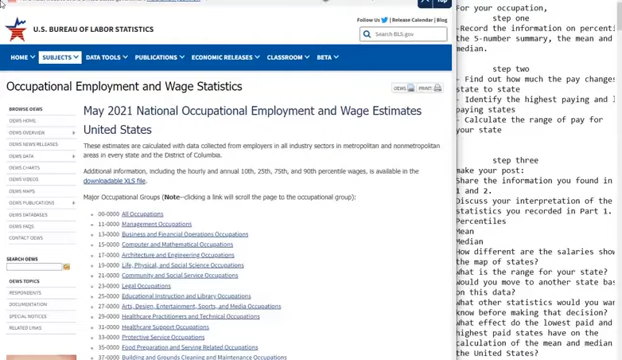 Follow Us | Release Calendar | Blog
U.S. BUREAU OF LABOR STATISTICS
Search BLS.gov
HOME SUBJECTS DATA TOOLS PUBLICATIONS ECONOMIC RELEASES CLASSROOM BETA
Occupational Employment and Wage Statistics
OEWS PRINT
BROWSE OEWS
OEWS HOME
OEWS OVERVIEW
OEWS NEWS RELEASES
OEWS DATA
OEWS CHARTS
OEWS VIDEOS
OEWS MAPS
OEWS PUBLICATIONS
OEWS DATABASES
OEWS FAQS
CONTACT OEWS
SEARCH OEWS
OEWS TOPICS
RESPONDENTS
DOCUMENTATION
SPECIAL NOTICES
RELATED LINKS
May 2021 National Occupational Employment and Wage Estimates
United States
These estimates are calculated with data collected from employers in all industry sectors in metropolitan and nonmetropolitan
areas in every state and the District of Columbia.
Additional information, including the hourly and annual 10th, 25th, 75th, and 90th percentile wages, is available in the
downloadable XLS file.
Major Occupational Groups (Note--clicking a link will scroll the page to the occupational group):
00-0000 All Occupations
11-0000 Management Occupations
13-0000 Business and Financial Operations Occupations
15-0000 Computer and Mathematical Occupations
17-0000 Architecture and Engineering Occupations
19-0000 Life, Physical, and Social Science Occupations
21-0000 Community and Social Service Occupations
23-0000 Legal Occupations
25-0000 Educational Instruction and Library Occupations
27-0000 Arts, Design, Entertainment, Sports, and Media Occupations
29-0000 Healthcare Practitioners and Technical Occupations
31-0000 Healthcare Support Occupations
33-0000 Protective Service Occupations
35-0000 Food Preparation and Serving Related Occupations
37-0000 Building and Grounds Cleaning and Maintenance Occupations
For your occupation,
step one
-Record the information on
the 5-number summary, the mean and
median.
step two
- Find out how much the pay changes
state to state
- Identify the highest paying and
paying states
- Calculate the range of pay for
your state
step three
make your post:
Share the information you found in
1 and 2.
Discuss your interpretation of the
statistics you recorded in Part 1.
Percentiles
Mean
Median
How different are the salaries
the map of states?
What is the range for your state?
Would you move to another state
on this data?
What other statistics would you
know before making that decision?
What effect do the lowest paid and
highest paid states have on the
calculation of the mean and median
the United States?